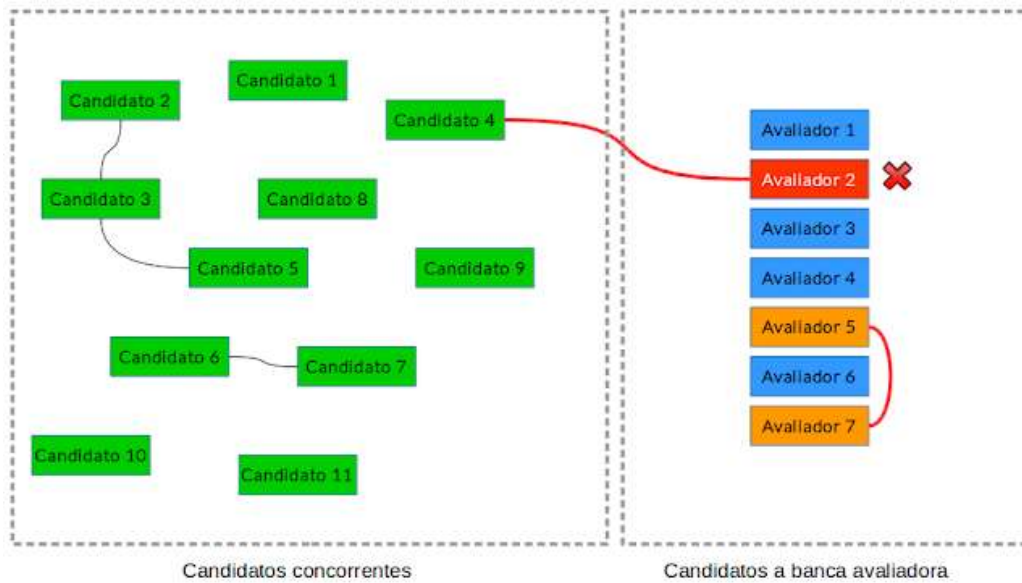 Candidato 1
Candidato 2
Candidato 4
Candidato 3
Candidato 8
Candidato 5
Candidato 9
Candidato 6
Candidato 7
Candidato 10
Candidato 11
Avaliador 1
Avaliador 2
Avaliador 3
Avaliador 4
Avaliador 5
Avaliador 6
Avaliador 7
Candidatos concorrentes
Candidatos a banca avaliadora